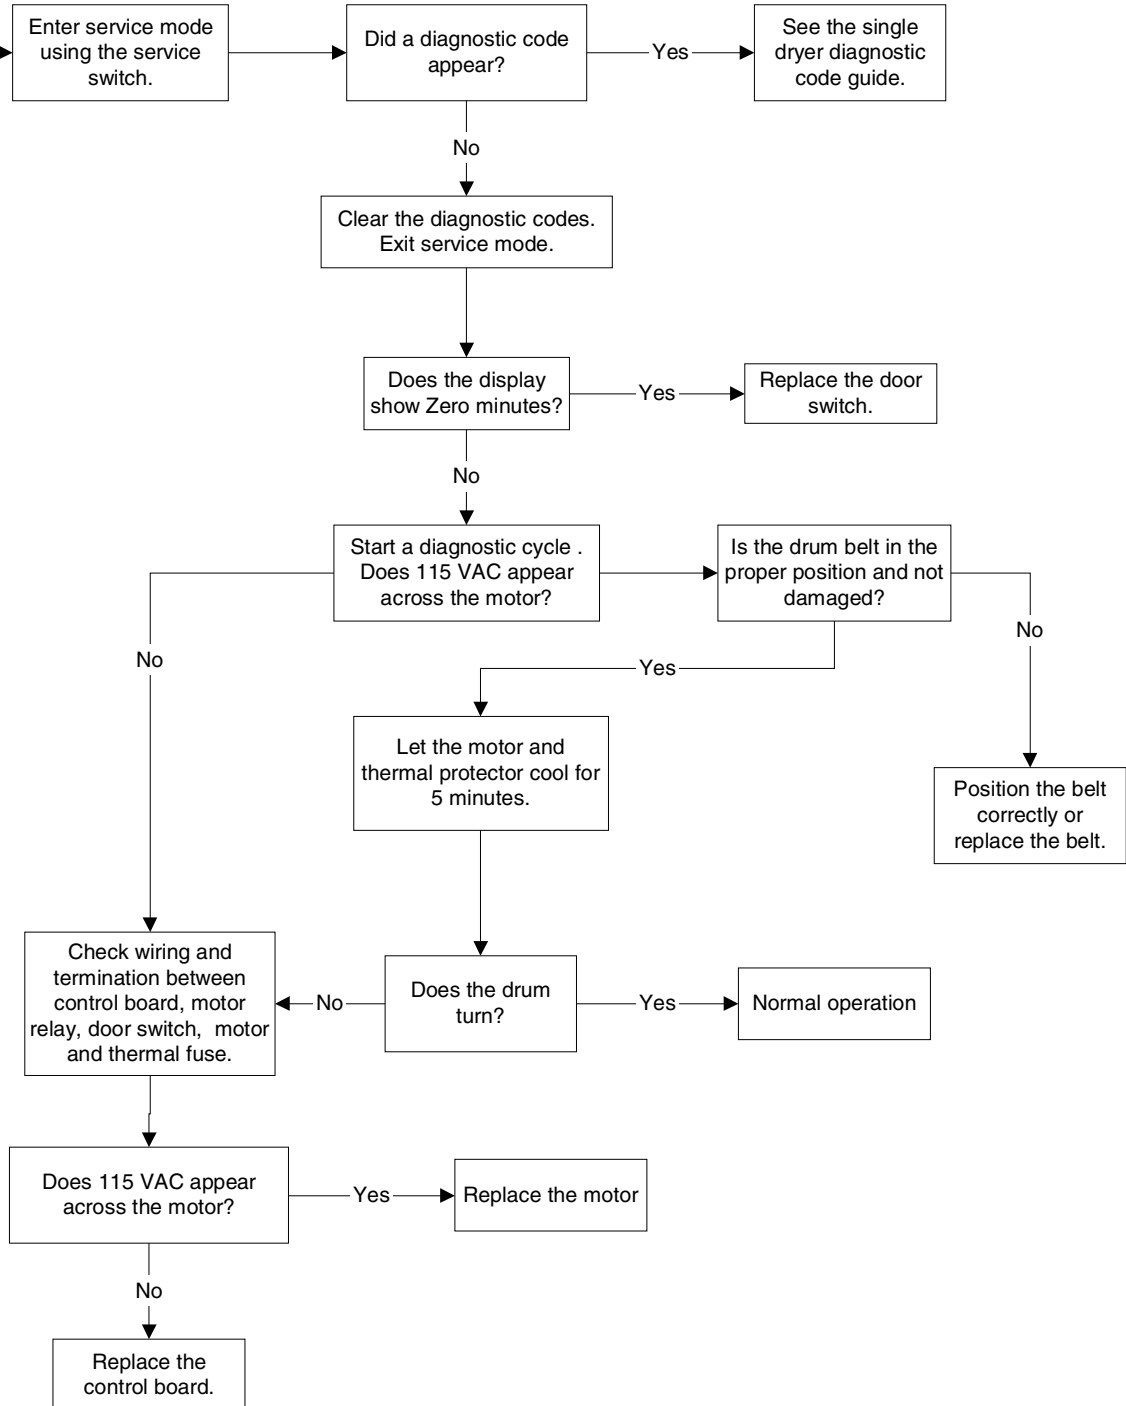 Enter service mode
using the service
switch.
Did a diagnostic code
appear?
Yes
See the single
dryer diagnostic
code guide.
No
Clear the diagnostic codes.
Exit service mode.
Does the display
show Zero minutes?
Yes
Replace the door
switch.
No
Start a diagnostic cycle .
Does 115 VAC appear
across the motor?
Is the drum belt in the
proper position and not
damaged?
No
No
Yes
Let the motor and
thermal protector cool for
5 minutes.
Position the belt
correctly or
replace the belt.
Check wiring and
termination between
control board, motor
relay, door switch,  motor
and thermal fuse.
No
Does the drum
turn?
Yes
Normal operation
Does 115 VAC appear
across the motor?
Yes
Replace the motor
No
Replace the
control board.